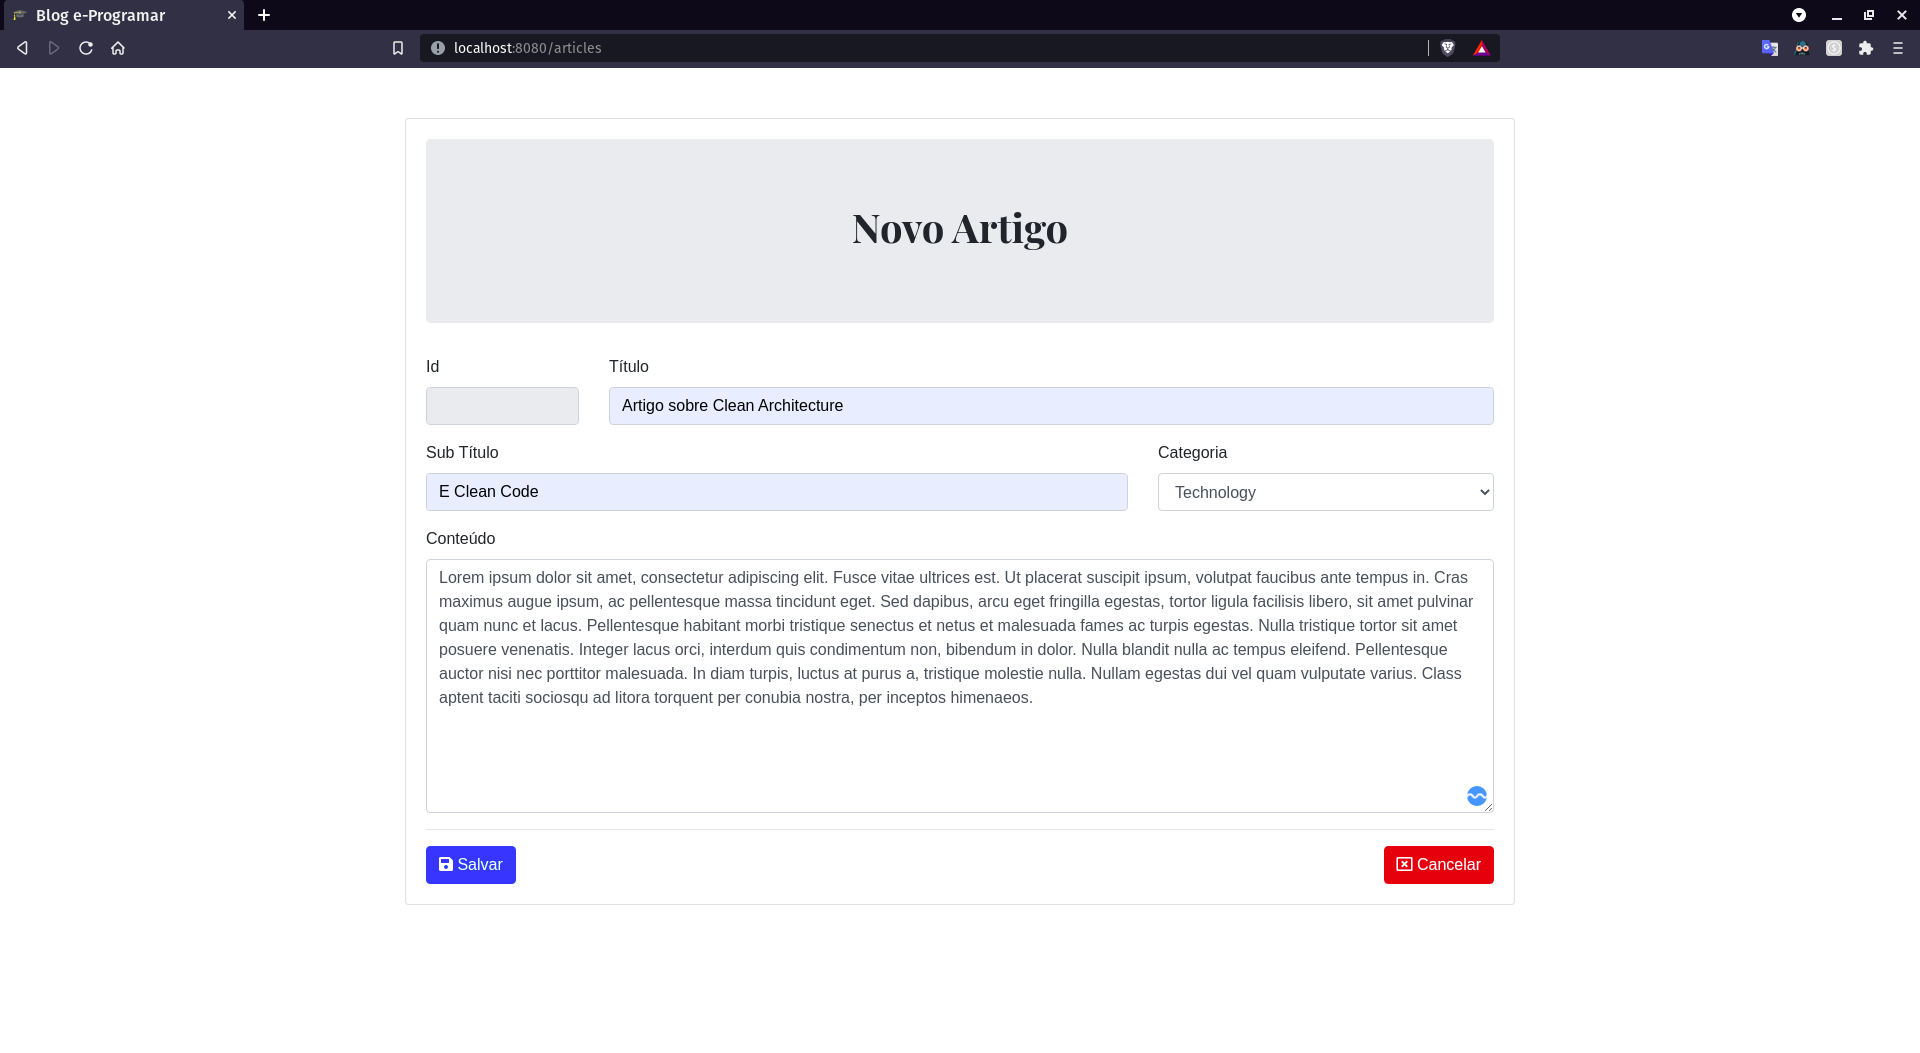 Blog e-Programar
localhost:8080/articles
Novo Artigo
Id
Título
Artigo sobre Clean Architecture
Sub Título
Categoria
E Clean Code
Technology
Conteúdo
Lorem ipsum dolor sit amet, consectetur adipiscing elit. Fusce vitae ultrices est. Ut placerat suscipit ipsum, volutpat faucibus ante tempus in. Cras
maximus augue ipsum, ac pellentesque massa tincidunt eget. Sed dapibus, arcu eget fringilla egestas, tortor ligula facilisis libero, sit amet pulvinar
quam nunc et lacus. Pellentesque habitant morbi tristique senectus et netus et malesuada fames ac turpis egestas. Nulla tristique tortor sit amet
posuere venenatis. Integer lacus orci, interdum quis condimentum non, bibendum in dolor. Nulla blandit nulla ac tempus eleifend. Pellentesque
auctor nisi nec porttitor malesuada. In diam turpis, luctus at purus a, tristique molestie nulla. Nullam egestas dui vel quam vulputate varius. Class
aptent taciti sociosqu ad litora torquent per conubia nostra, per inceptos himenaeos.
Salvar
Cancelar